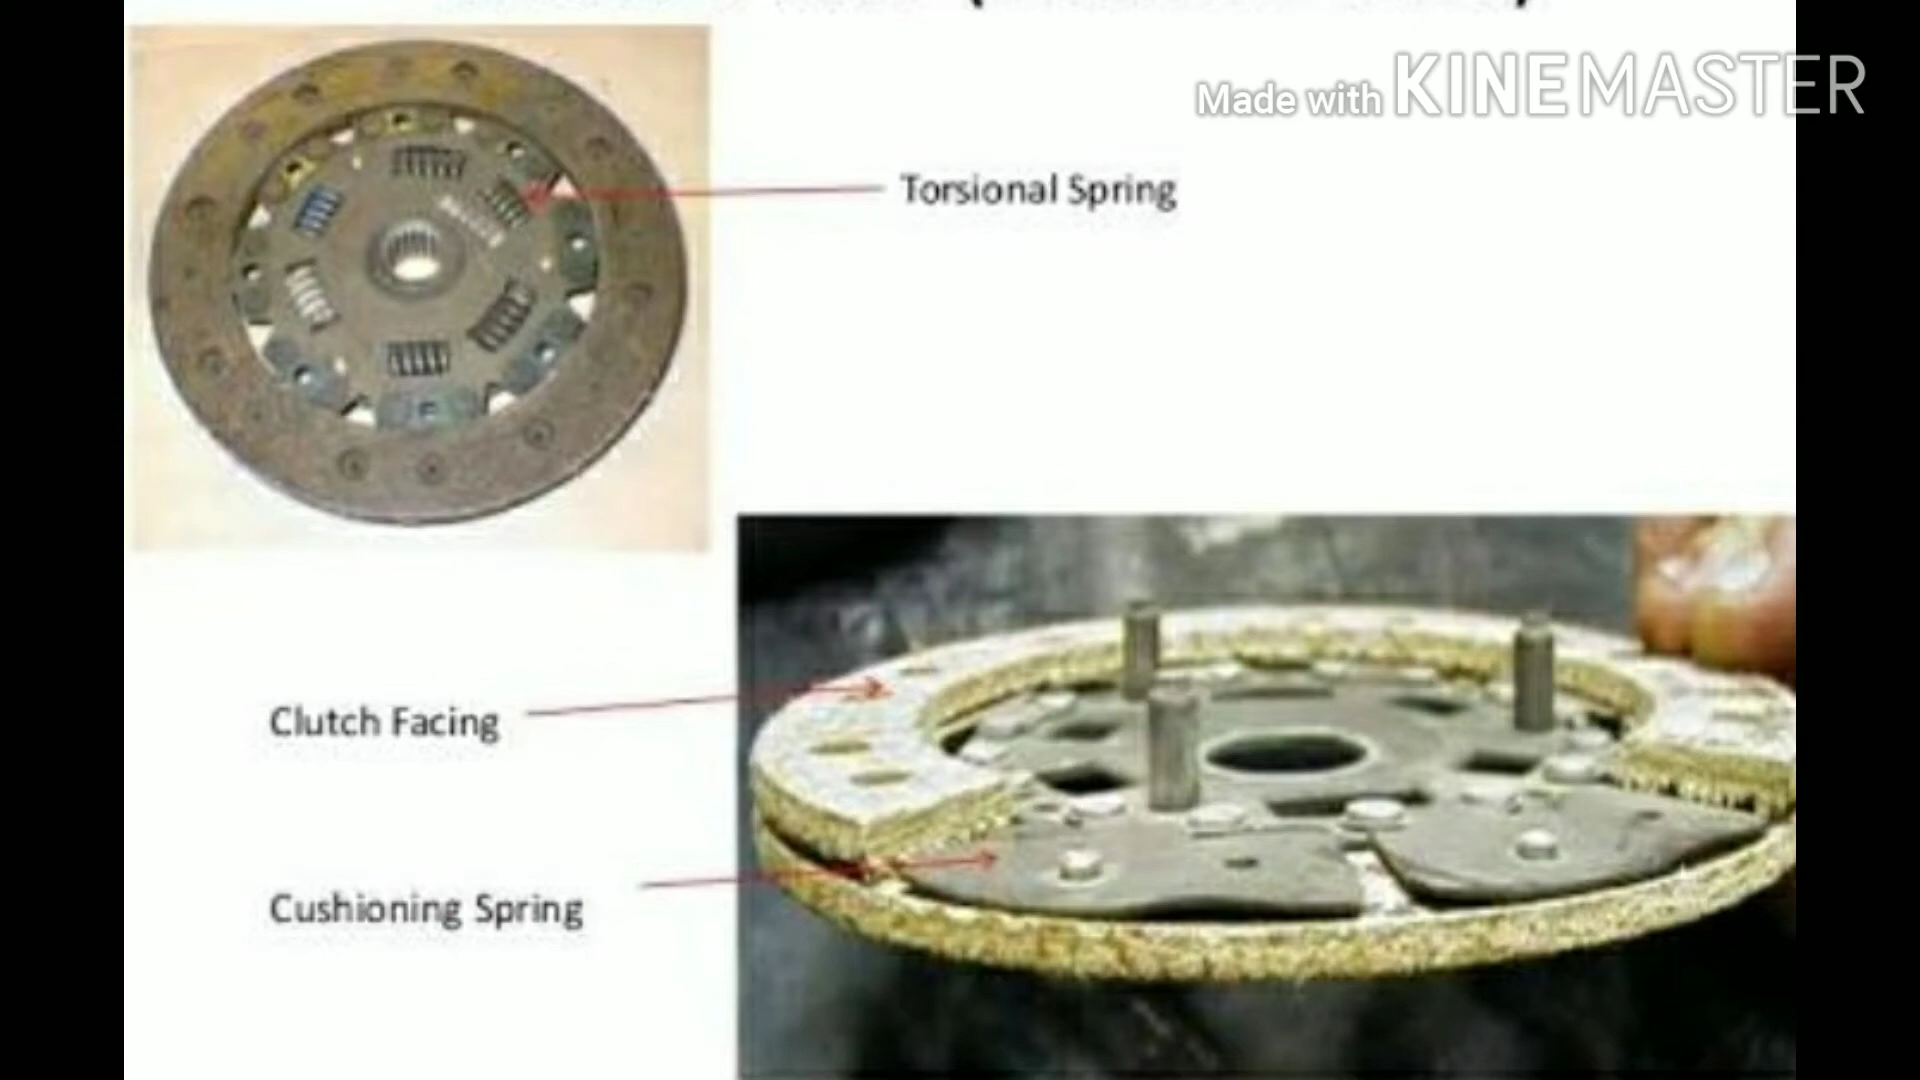 Made with KINEMASTER
Torsional Spring
Clutch Facing
Cushioning Spring